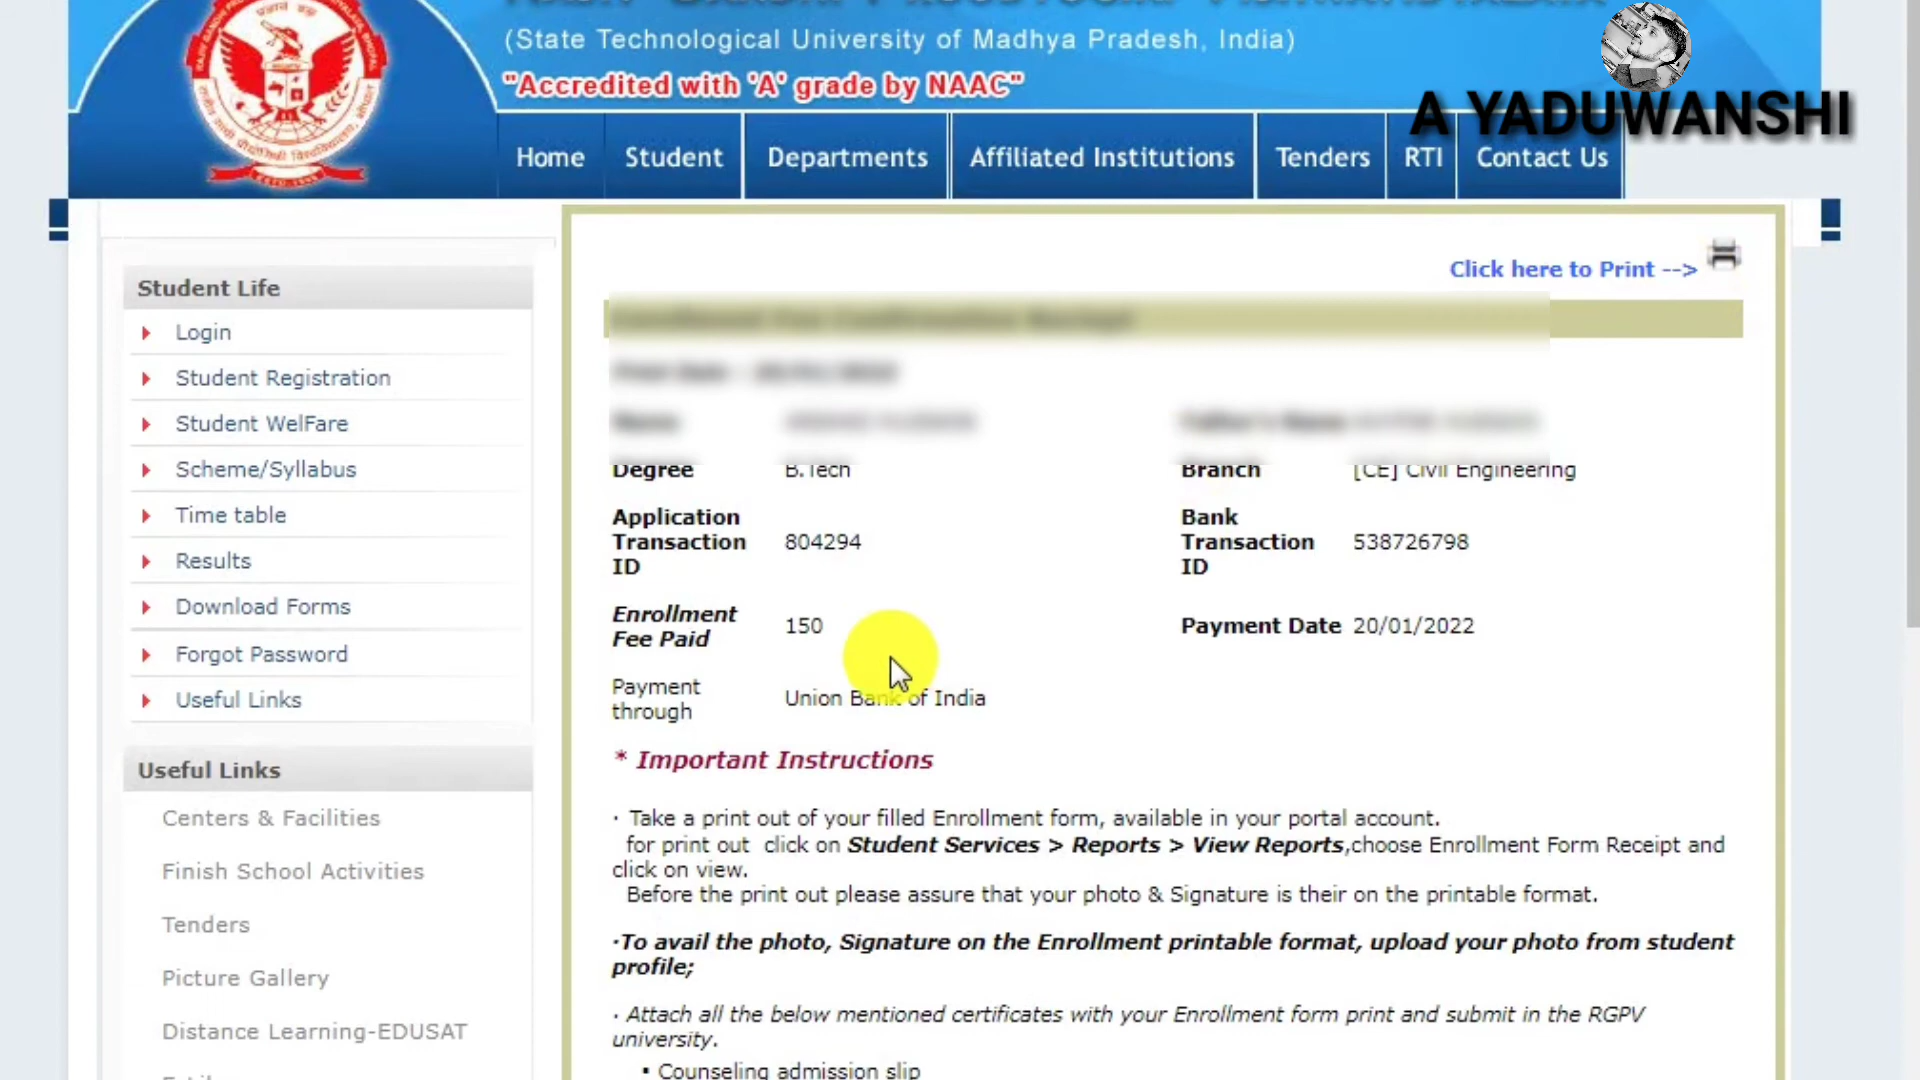 (State Technological University of Madhya Pradesh, India)
"Accredited with 'A' grade by NAAC"
A YADUWANSHI
Home Student Departments Affiliated Institutions Tenders RTI Contact Us
Click here to Print -->
Student Life
Login
Student Registration
Student WelFare
Scheme/Syllabus
Time table
Results
Download Forms
Forgot Password
Useful Links
Useful Links
Centers & Facilities
Finish School Activities
Tenders
Picture Gallery
Distance Learning-EDUSAT
Degree B.Tech Branch [CE] Civil Engineering
Application Transaction ID 804294 Bank Transaction ID 538726798
Enrollment Fee Paid 150 Payment Date 20/01/2022
Payment through Union Bank of India
* Important Instructions
· Take a print out of your filled Enrollment form, available in your portal account.
for print out click on Student Services > Reports > View Reports,choose Enrollment Form Receipt and
click on view.
Before the print out please assure that your photo & Signature is their on the printable format.
·To avail the photo, Signature on the Enrollment printable format, upload your photo from student
profile;
· Attach all the below mentioned certificates with your Enrollment form print and submit in the RGPV
university.
▪ Counseling admission slip